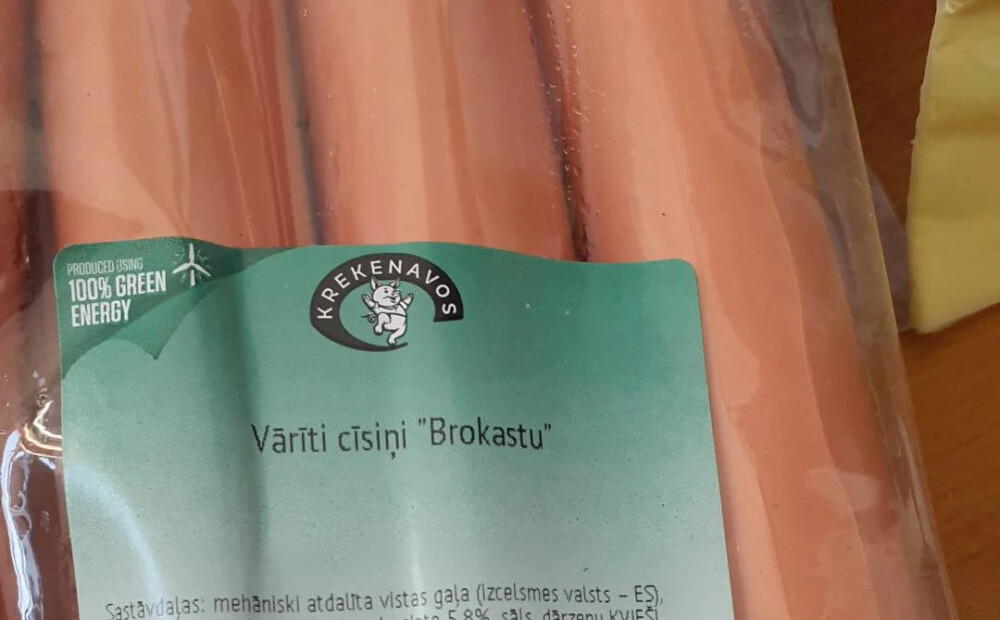 PRODUCED USING
100% GREEN
ENERGY
KREKENAVOS
Vārīti cīsiņi "Brokastu"
Sastāvdaļas: mehāniski atdalīta vistas gaļa (izcelsmes valsts – ES),
5,8%, sāls, dārzeņu KVIEŠI